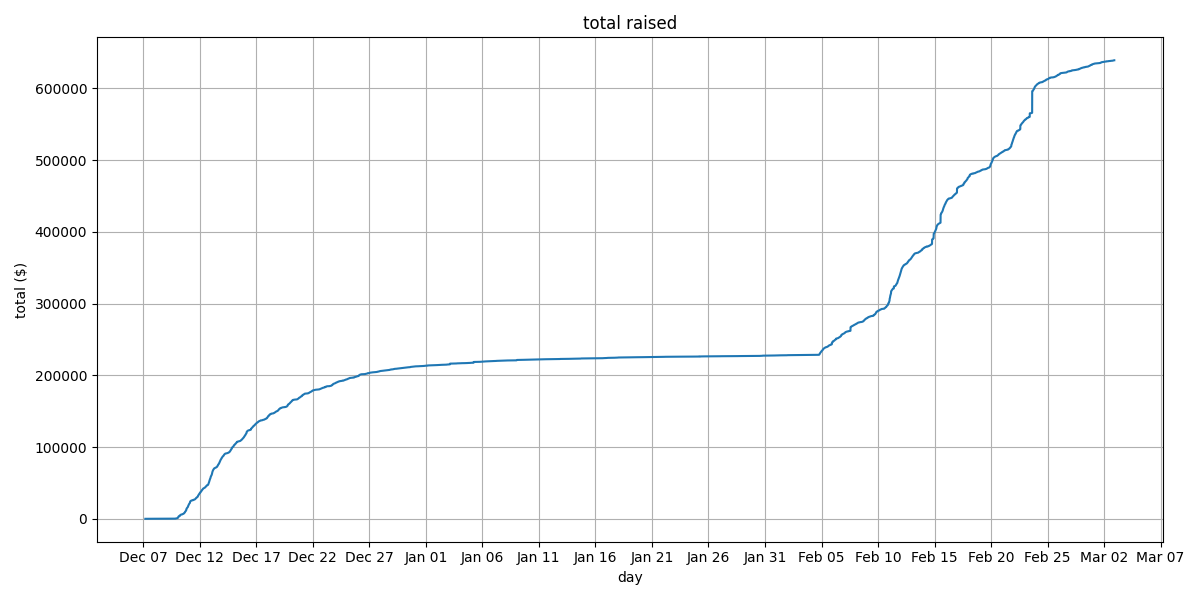 total raised
total ($)
600000
500000
400000
300000
200000
100000
0
Dec 07 Dec 12 Dec 17 Dec 22 Dec 27 Jan 01 Jan 06 Jan 11 Jan 16 Jan 21 Jan 26 Jan 31 Feb 05 Feb 10 Feb 15 Feb 20 Feb 25 Mar 02 Mar 07
day